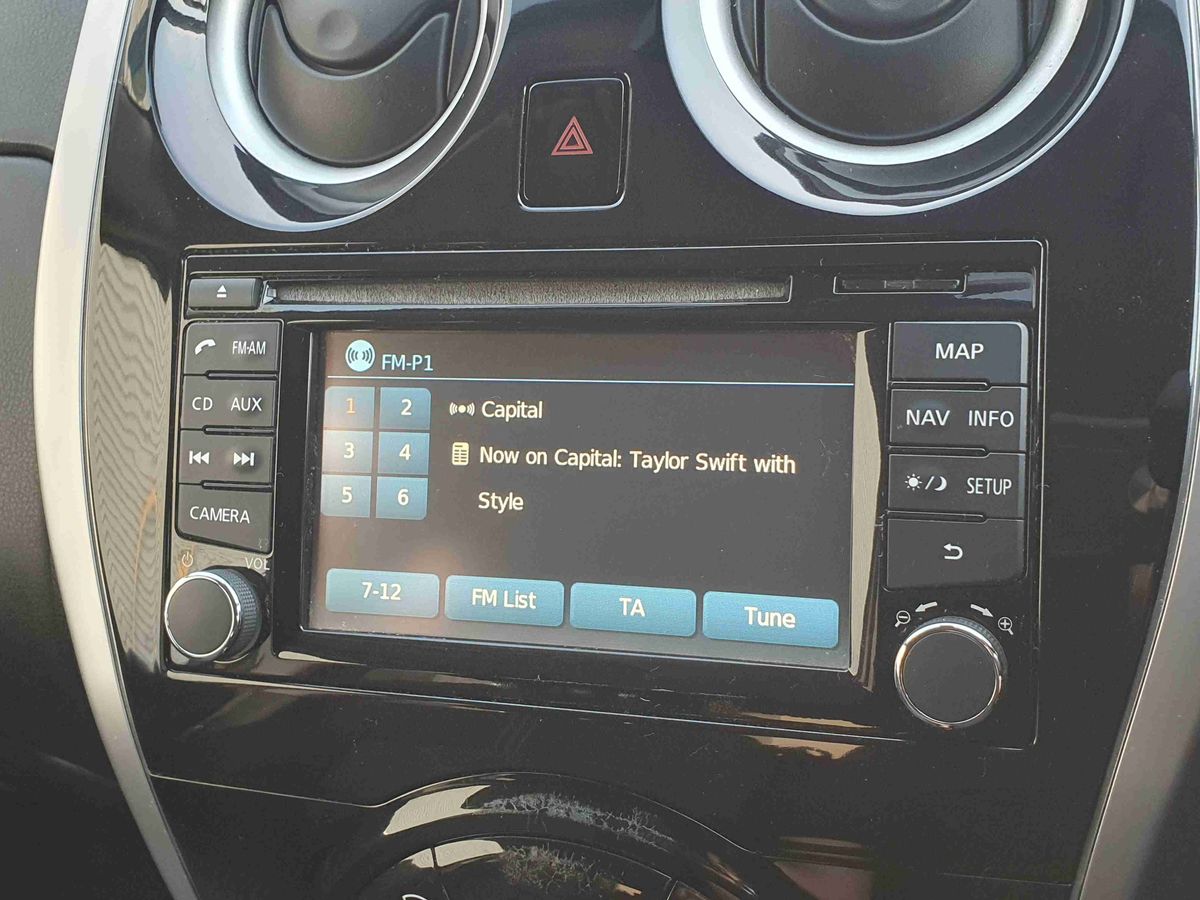 FM-AM
CD AUX
CAMERA
VOL
FM-P1
1 2
3 4
5 6
Capital
Now on Capital: Taylor Swift with
Style
7-12 FM List TA Tune
MAP
NAV INFO
SETUP